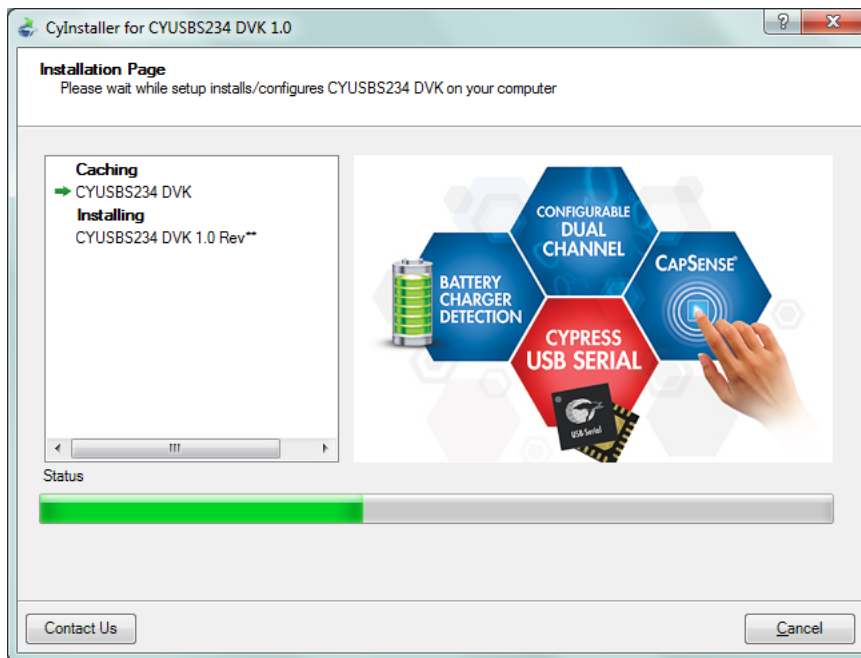 CyInstaller for CYUSBS234 DVK 1.0
Installation Page
Please wait while setup installs/configures CYUSBS234 DVK on your computer
Caching
CYUSBS234 DVK
Installing
CYUSBS234 DVK 1.0 Rev**
CONFIGURABLE
DUAL
CHANNEL
BATTERY
CHARGER
DETECTION
CAPSENSE®
CYPRESS
USB SERIAL
USB-Serial
Status
Contact Us
Cancel